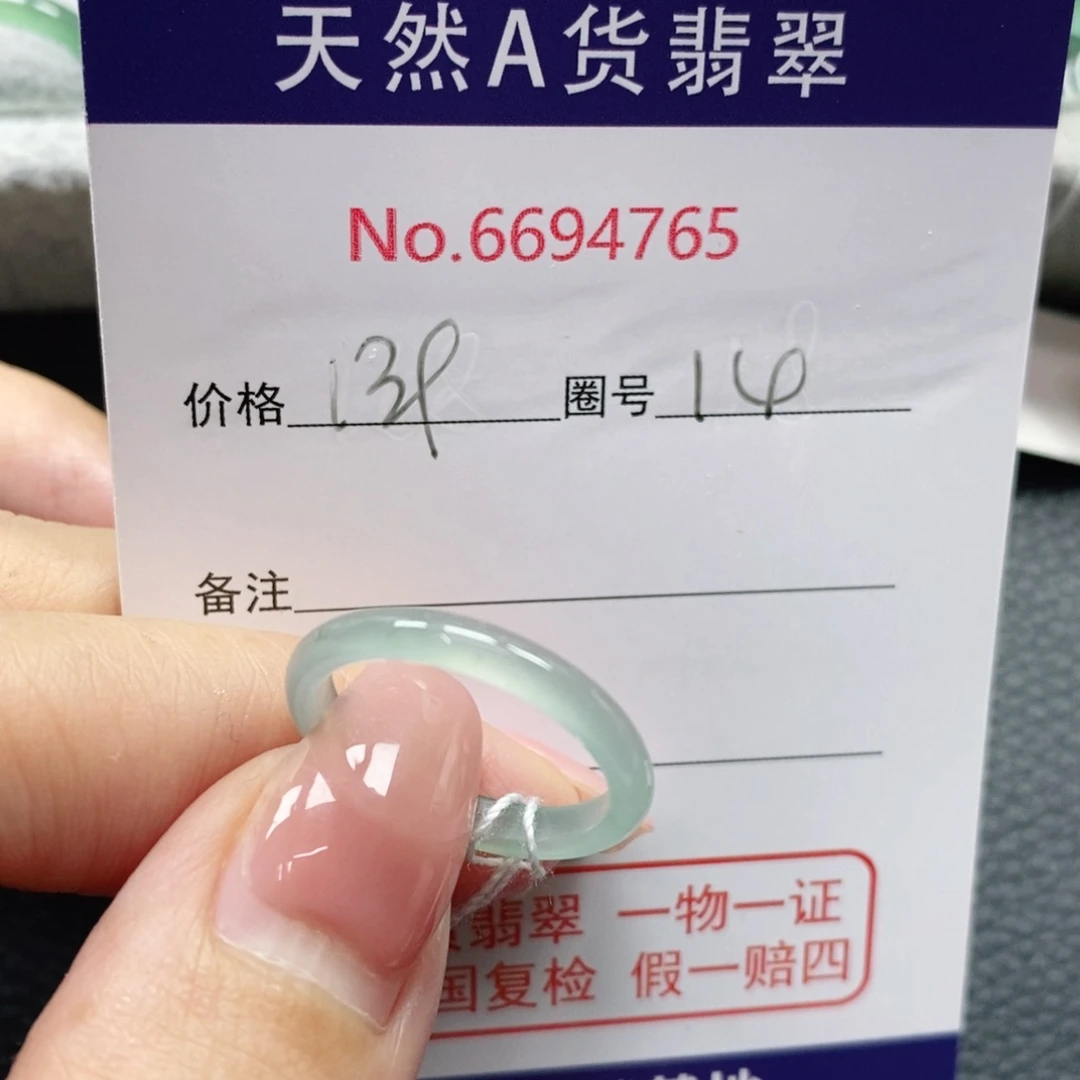 天然A货翡翠
No.6694765
价格 139 圈号 14
备注
翡翠 一物一证
国复检 假一赔四